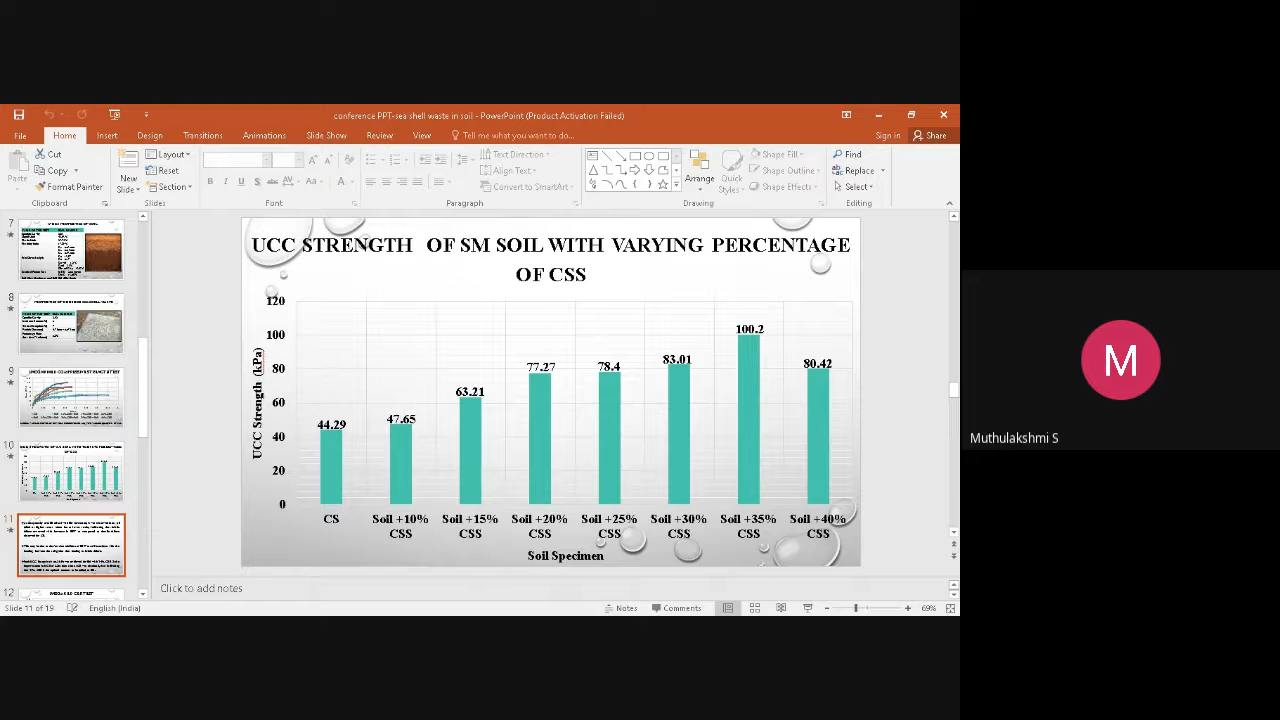 conference PPT-sea shell waste in soil - PowerPoint (Product Activation Failed)
File Home Insert Design Transitions Animations Slide Show Review View Tell me what you want to do... Sign in Share
Cut
Copy
Format Painter
Paste
Clipboard
New Slide
Layout
Reset
Section
Slides
B I U S abc AV Aa A
Font
Text Direction
Align Text
Convert to SmartArt
Paragraph
Arrange
Quick Styles
Shape Fill
Shape Outline
Shape Effects
Drawing
Find
Replace
Select
Editing
7
8
9
10
11
12
UCC STRENGTH OF SM SOIL WITH VARYING PERCENTAGE
OF CSS
UCC Strength (kPa)
120
100
80
60
40
20
0
44.29
47.65
63.21
77.27
78.4
83.01
100.2
80.42
CS
Soil +10% CSS
Soil +15% CSS
Soil +20% CSS
Soil +25% CSS
Soil +30% CSS
Soil +35% CSS
Soil +40% CSS
Soil Specimen
Click to add notes
Slide 11 of 19 English (India) Notes Comments 69%
M
Muthulakshmi S